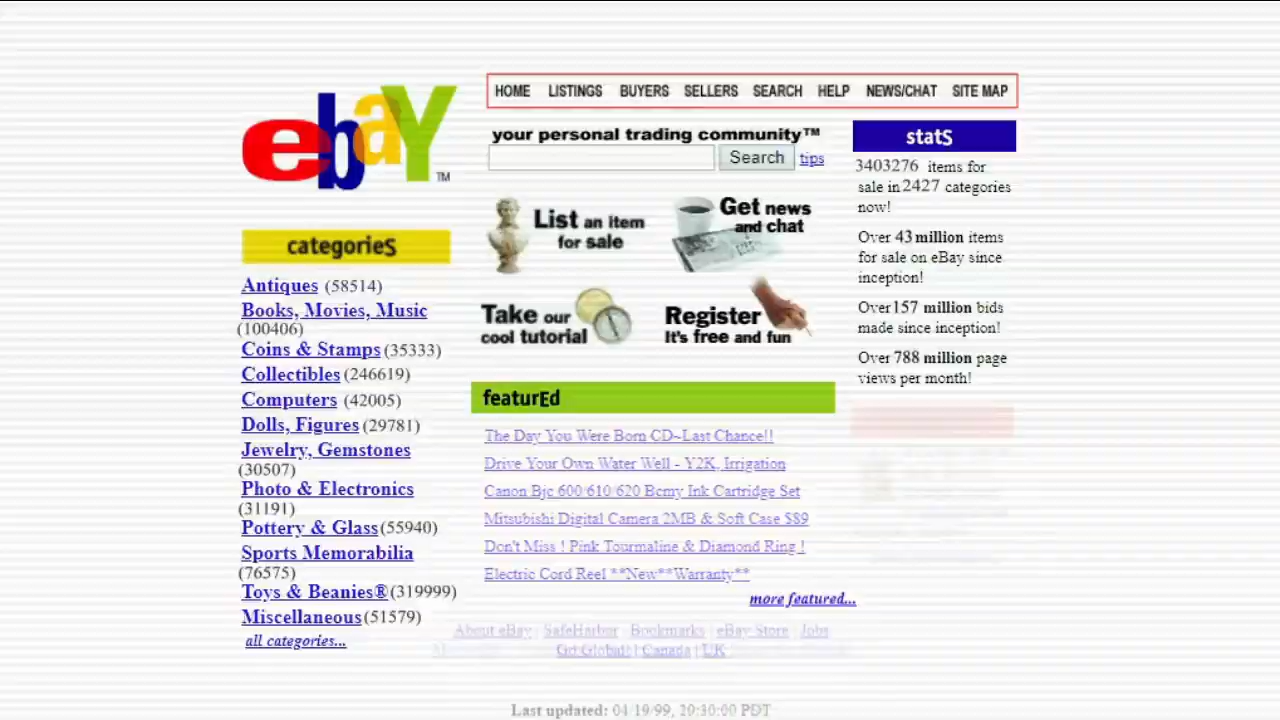 HOME LISTINGS BUYERS SELLERS SEARCH HELP NEWS/CHAT SITE MAP
ebaY™
your personal trading community™
Search tips
List an item
for sale
Get news
and chat
Take our
cool tutorial
Register
It's free and fun
categorieS
Antiques (58514)
Books, Movies, Music
(100406)
Coins & Stamps (35333)
Collectibles (246619)
Computers (42005)
Dolls, Figures (29781)
Jewelry, Gemstones
(30507)
Photo & Electronics
(31191)
Pottery & Glass (55940)
Sports Memorabilia
(76575)
Toys & Beanies® (319999)
Miscellaneous (51579)
all categories...
featurEd
The Day You Were Born CD~Last Chance!!
Drive Your Own Water Well - Y2K, Irrigation
Canon Bjc 600/610/620 Bcmy Ink Cartridge Set
Mitsubishi Digital Camera 2MB & Soft Case $89
Don't Miss ! Pink Tourmaline & Diamond Ring !
Electric Cord Reel **New**Warranty**
more featured...
statS
3403276 items for
sale in 2427 categories
now!
Over 43 million items
for sale on eBay since
inception!
Over 157 million bids
made since inception!
Over 788 million page
views per month!
About eBay | SafeHarbor | Bookmarks | eBay Store | Jobs
Go Global! | Canada | UK
Last updated: 04/19/99, 20:30:00 PDT